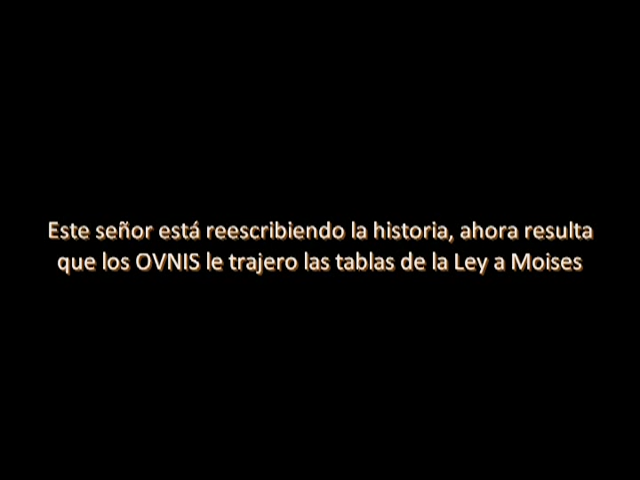 Este señor está reescribiendo la historia, ahora resulta
que los OVNIS le trajero las tablas de la Ley a Moises